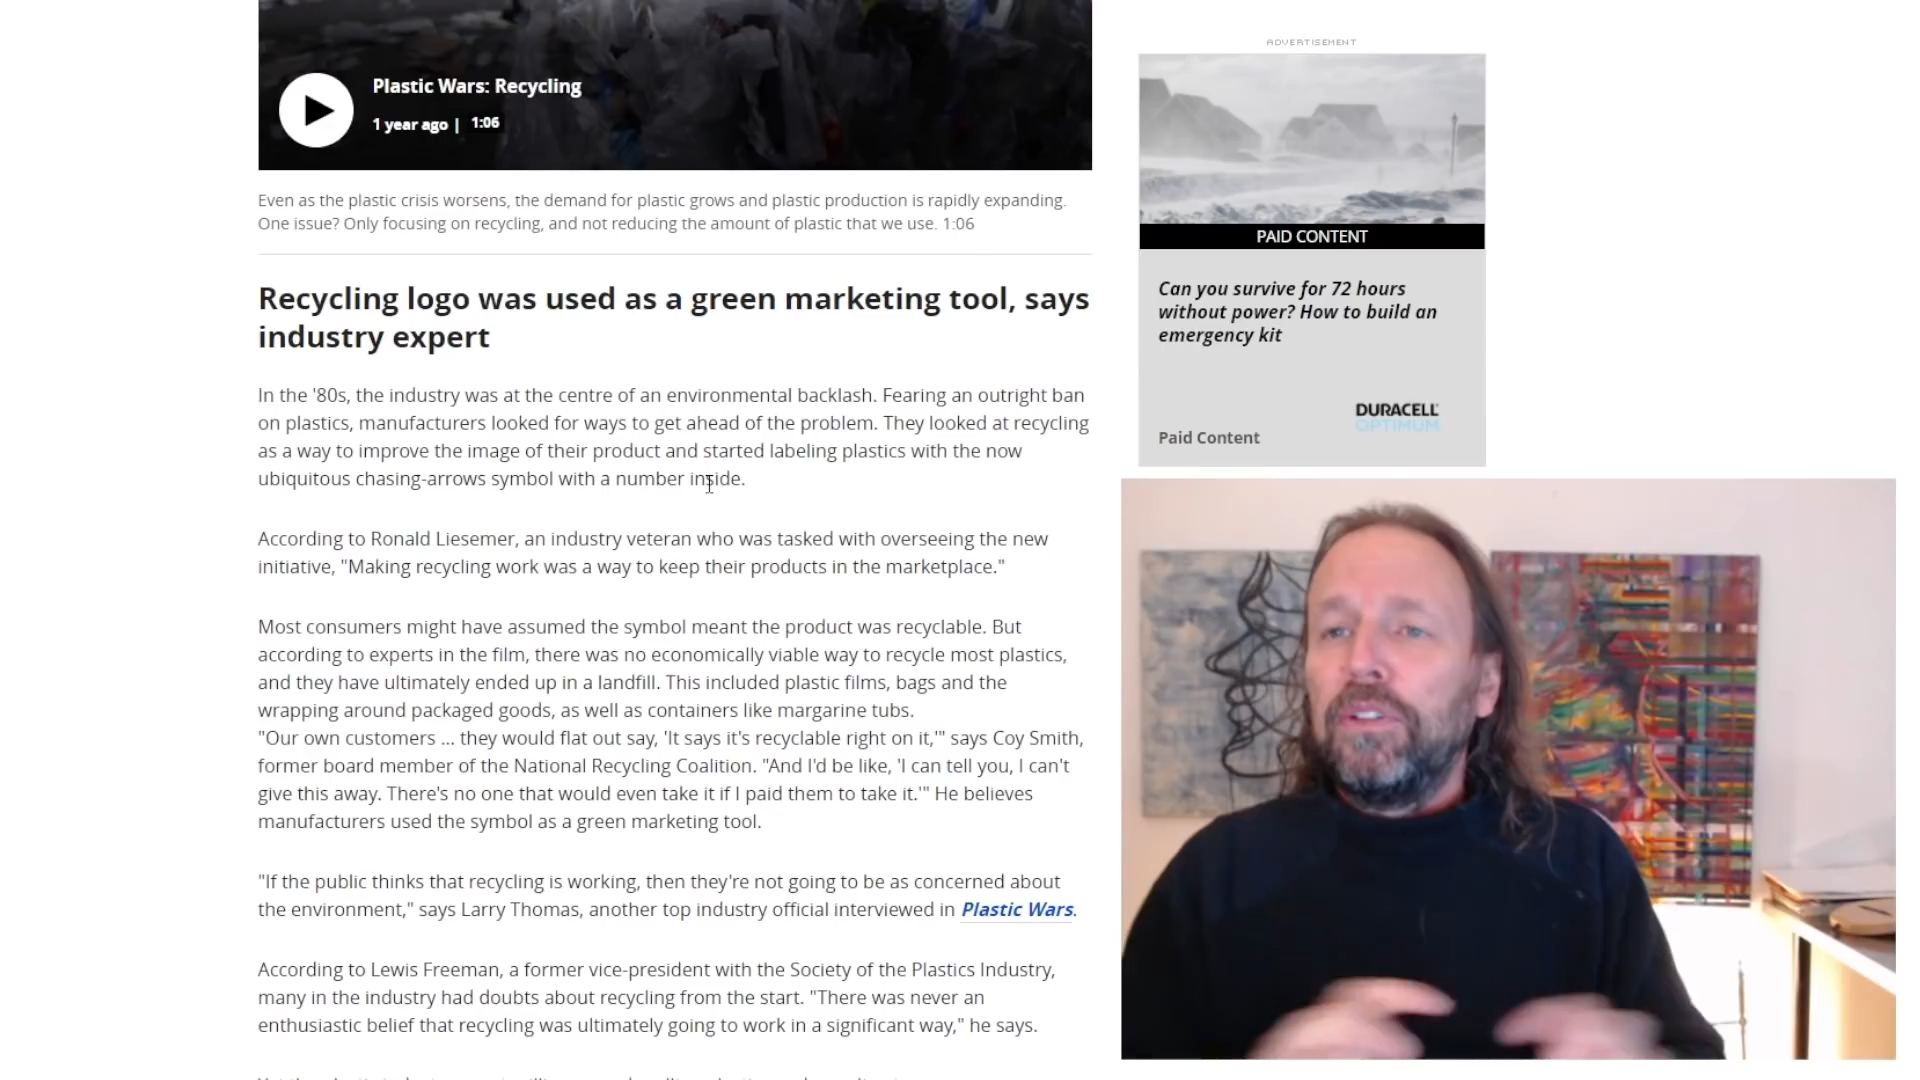 Plastic Wars: Recycling
1 year ago | 1:06
Even as the plastic crisis worsens, the demand for plastic grows and plastic production is rapidly expanding.
One issue? Only focusing on recycling, and not reducing the amount of plastic that we use. 1:06
Recycling logo was used as a green marketing tool, says
industry expert
In the '80s, the industry was at the centre of an environmental backlash. Fearing an outright ban
on plastics, manufacturers looked for ways to get ahead of the problem. They looked at recycling
as a way to improve the image of their product and started labeling plastics with the now
ubiquitous chasing-arrows symbol with a number inside.
According to Ronald Liesemer, an industry veteran who was tasked with overseeing the new
initiative, "Making recycling work was a way to keep their products in the marketplace."
Most consumers might have assumed the symbol meant the product was recyclable. But
according to experts in the film, there was no economically viable way to recycle most plastics,
and they have ultimately ended up in a landfill. This included plastic films, bags and the
wrapping around packaged goods, as well as containers like margarine tubs.
"Our own customers ... they would flat out say, 'It says it's recyclable right on it,'" says Coy Smith,
former board member of the National Recycling Coalition. "And I'd be like, 'I can tell you, I can't
give this away. There's no one that would even take it if I paid them to take it.'" He believes
manufacturers used the symbol as a green marketing tool.
"If the public thinks that recycling is working, then they're not going to be as concerned about
the environment," says Larry Thomas, another top industry official interviewed in Plastic Wars.
According to Lewis Freeman, a former vice-president with the Society of the Plastics Industry,
many in the industry had doubts about recycling from the start. "There was never an
enthusiastic belief that recycling was ultimately going to work in a significant way," he says.
ADVERTISEMENT
PAID CONTENT
Can you survive for 72 hours
without power? How to build an
emergency kit
DURACELL
OPTIMUM
Paid Content